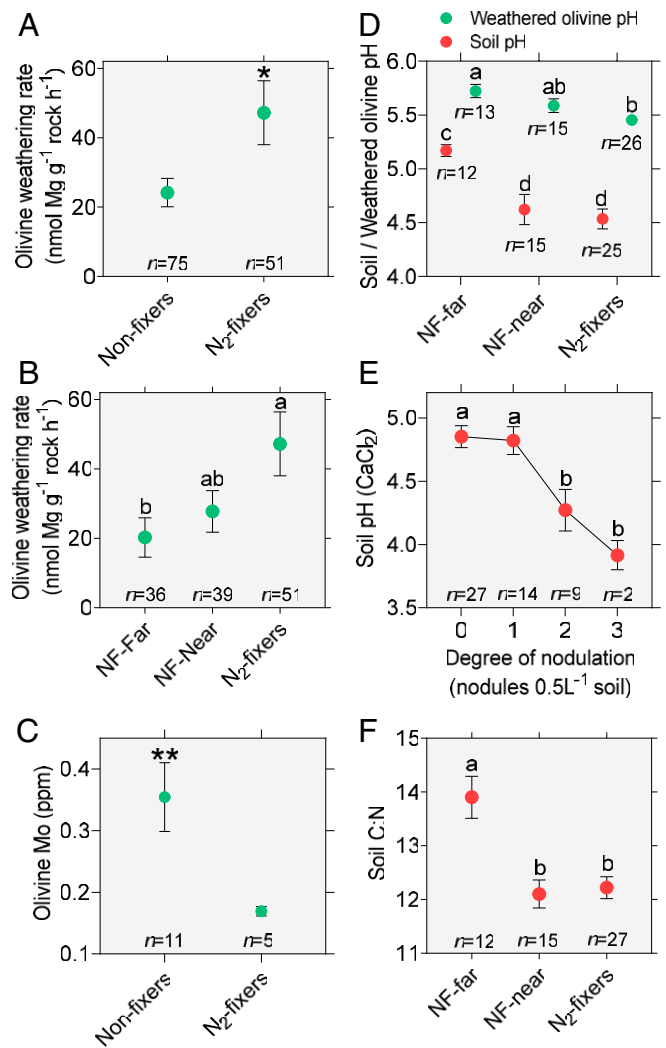 A
Olivine weathering rate
(nmol Mg g⁻¹ rock h⁻¹)
60
40
20
0
*
n=75
n=51
Non-fixers
N₂-fixers
B
Olivine weathering rate
(nmol Mg g⁻¹ rock h⁻¹)
60
40
20
0
b
ab
a
n=36
n=39
n=51
NF-Far
NF-Near
N₂-fixers
C
Olivine Mo (ppm)
0.4
0.3
0.2
0.1
**
n=11
n=5
Non-fixers
N₂-fixers
D
Weathered olivine pH
Soil pH
Soil / Weathered olivine pH
6.0
5.5
5.0
4.5
4.0
a
ab
b
n=13
n=15
n=26
c
d
d
n=12
n=15
n=25
NF-far
NF-near
N₂-fixers
E
Soil pH (CaCl₂)
5.0
4.5
4.0
3.5
a
a
b
b
n=27
n=14
n=9
n=2
0
1
2
3
Degree of nodulation
(nodules 0.5L⁻¹ soil)
F
Soil C:N
15
14
13
12
11
a
b
b
n=12
n=15
n=27
NF-far
NF-near
N₂-fixers